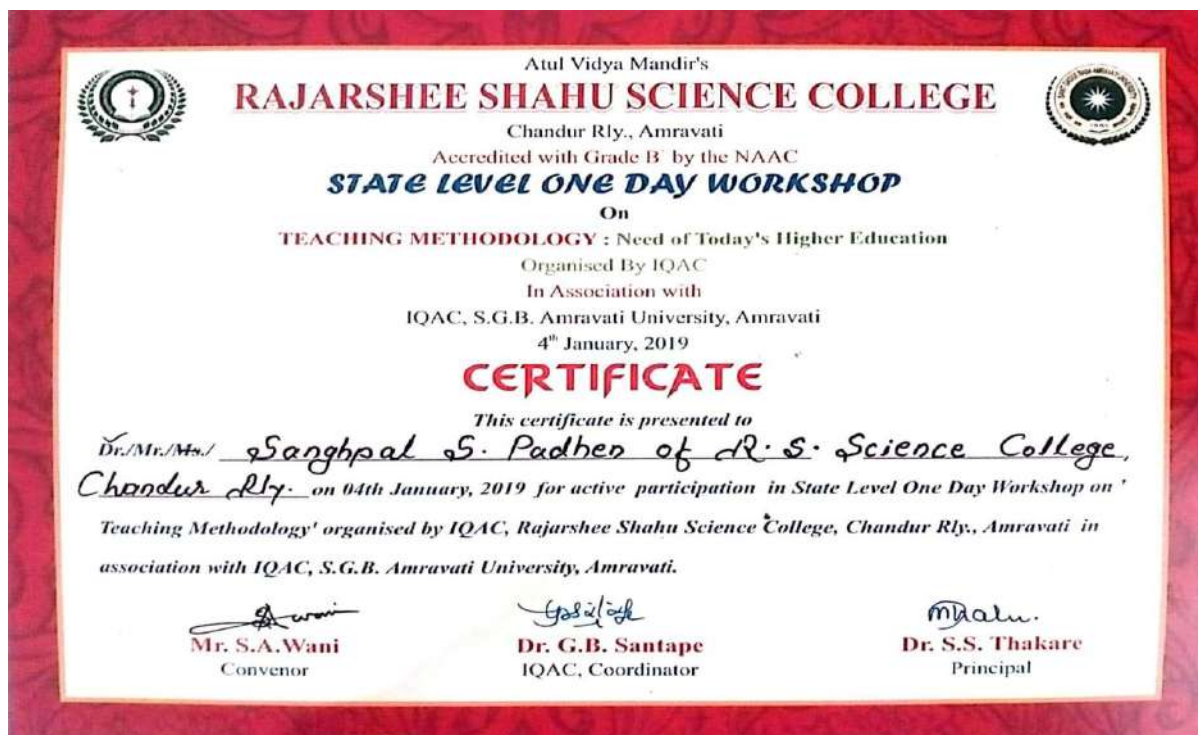 Atul Vidya Mandir's
RAJARSHEE SHAHU SCIENCE COLLEGE
Chandur Rly., Amravati
Accredited with Grade B by the NAAC
STATE LEVEL ONE DAY WORKSHOP
On
TEACHING METHODOLOGY : Need of Today's Higher Education
Organised By IQAC
In Association with
IQAC, S.G.B. Amravati University, Amravati
4th January, 2019
CERTIFICATE
This certificate is presented to
Dr./Mr./Ms./ Sanghpal S. Padhen of R. S. Science College,
Chandur Rly. on 04th January, 2019 for active participation in State Level One Day Workshop on '
Teaching Methodology' organised by IQAC, Rajarshee Shahu Science College, Chandur Rly., Amravati in
association with IQAC, S.G.B. Amravati University, Amravati.
Mr. S.A.Wani Dr. G.B. Santape Dr. S.S. Thakare
Convenor IQAC, Coordinator Principal